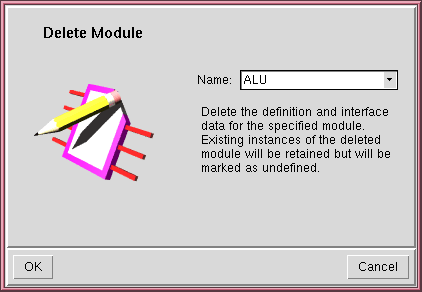 Delete Module
Name: ALU
Delete the definition and interface
data for the specified module.
Existing instances of the deleted
module will be retained but will be
marked as undefined.
OK Cancel